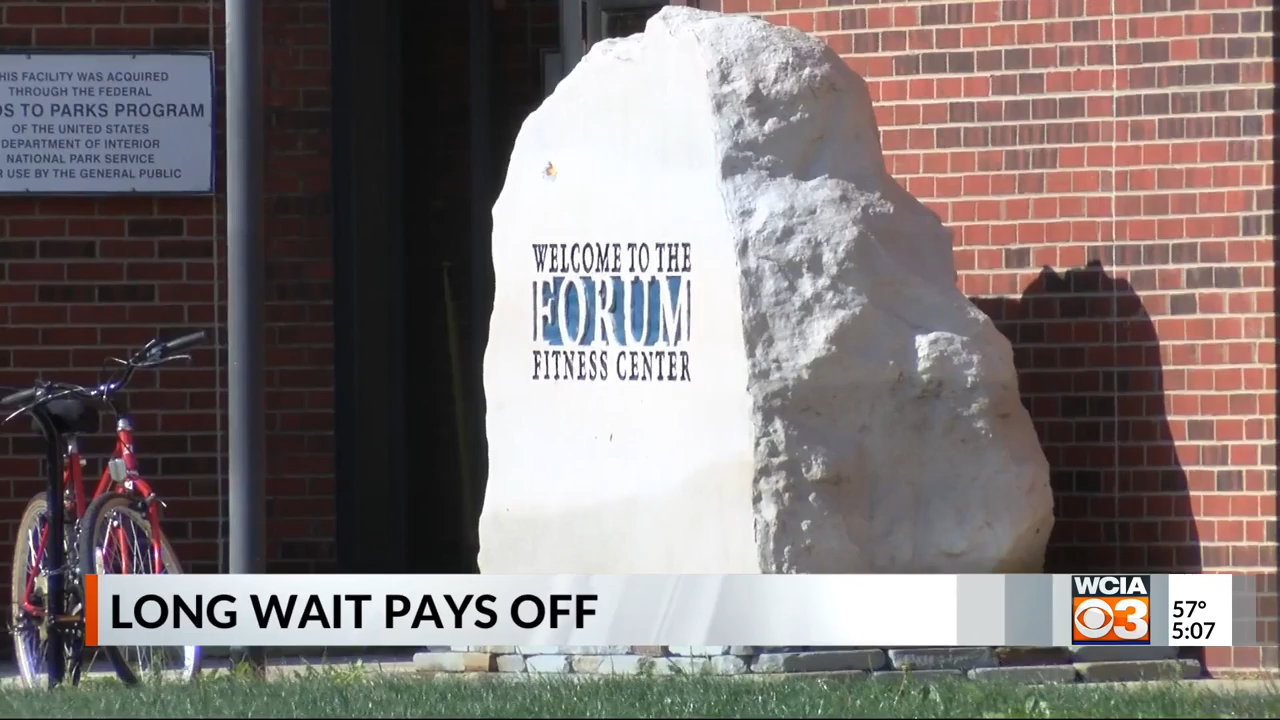 HIS FACILITY WAS ACQUIRED
THROUGH THE FEDERAL
DS TO PARKS PROGRAM
OF THE UNITED STATES
DEPARTMENT OF INTERIOR
NATIONAL PARK SERVICE
R USE BY THE GENERAL PUBLIC
WELCOME TO THE
FORUM
FITNESS CENTER
LONG WAIT PAYS OFF
WCIA
3
57°
5:07